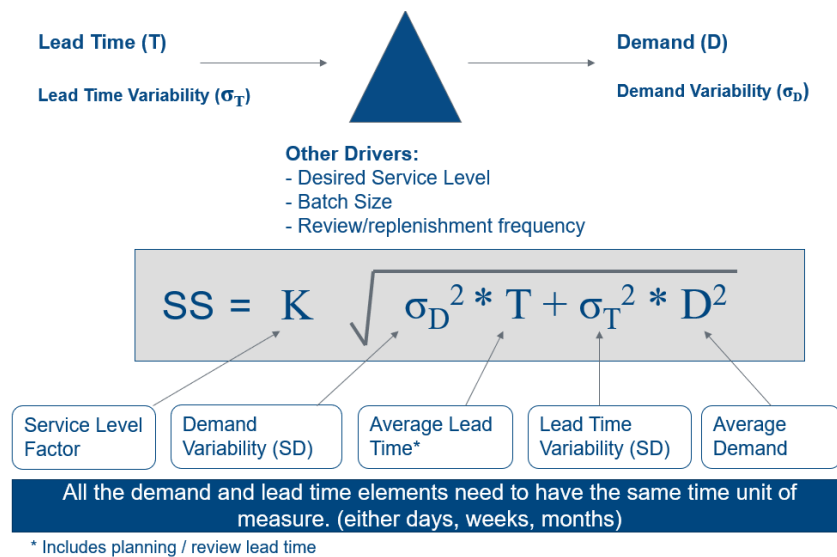 Lead Time (T)
Demand (D)
Lead Time Variability (σT)
Demand Variability (σD)
Other Drivers:
- Desired Service Level
- Batch Size
- Review/replenishment frequency
SS = K √ σD² * T + σT² * D²
Service Level
Factor
Demand
Variability (SD)
Average Lead
Time*
Lead Time
Variability (SD)
Average
Demand
All the demand and lead time elements need to have the same time unit of
measure. (either days, weeks, months)
* Includes planning / review lead time